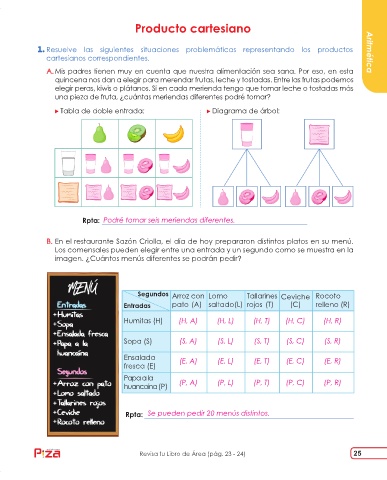 Producto cartesiano
Aritmética
1. Resuelve las siguientes situaciones problemáticas representando los productos
cartesianos correspondientes.
A. Mis padres tienen muy en cuenta que nuestra alimentación sea sana. Por eso, en esta
quincena nos dan a elegir para merendar frutas, leche y tostadas. Entre las frutas podemos
elegir peras, kiwis o plátanos. Si en cada merienda tengo que tomar leche o tostadas más
una pieza de fruta, ¿cuántas meriendas diferentes podré tomar?
Tabla de doble entrada:
Diagrama de árbol:
Rpta: Podré tomar seis meriendas diferentes.
B. En el restaurante Sazón Criolla, el día de hoy prepararon distintos platos en su menú.
Los comensales pueden elegir entre una entrada y un segundo como se muestra en la
imagen. ¿Cuántos menús diferentes se podrán pedir?
MENÚ
Entradas
+Humitas
+Sopa
+Ensalada fresca
+Papa a la
huancaína
Segundos
+Arroz con pato
+Lomo saltado
+Tallarines rojos
+Ceviche
+Rocoto relleno
Segundos
Entradas
Arroz con pato (A)
Lomo saltado(L)
Tallarines rojos (T)
Ceviche (C)
Rocoto relleno (R)
Humitas (H) (H, A) (H, L) (H, T) (H, C) (H, R)
Sopa (S) (S, A) (S, L) (S, T) (S, C) (S, R)
Ensalada
fresca (E) (E, A) (E, L) (E, T) (E, C) (E, R)
Papa a la
huancaina (P) (P, A) (P, L) (P, T) (P, C) (P, R)
Rpta: Se pueden pedir 20 menús distintos.
Pizza
Revisa tu Libro de Área (pág. 23 - 24)
25